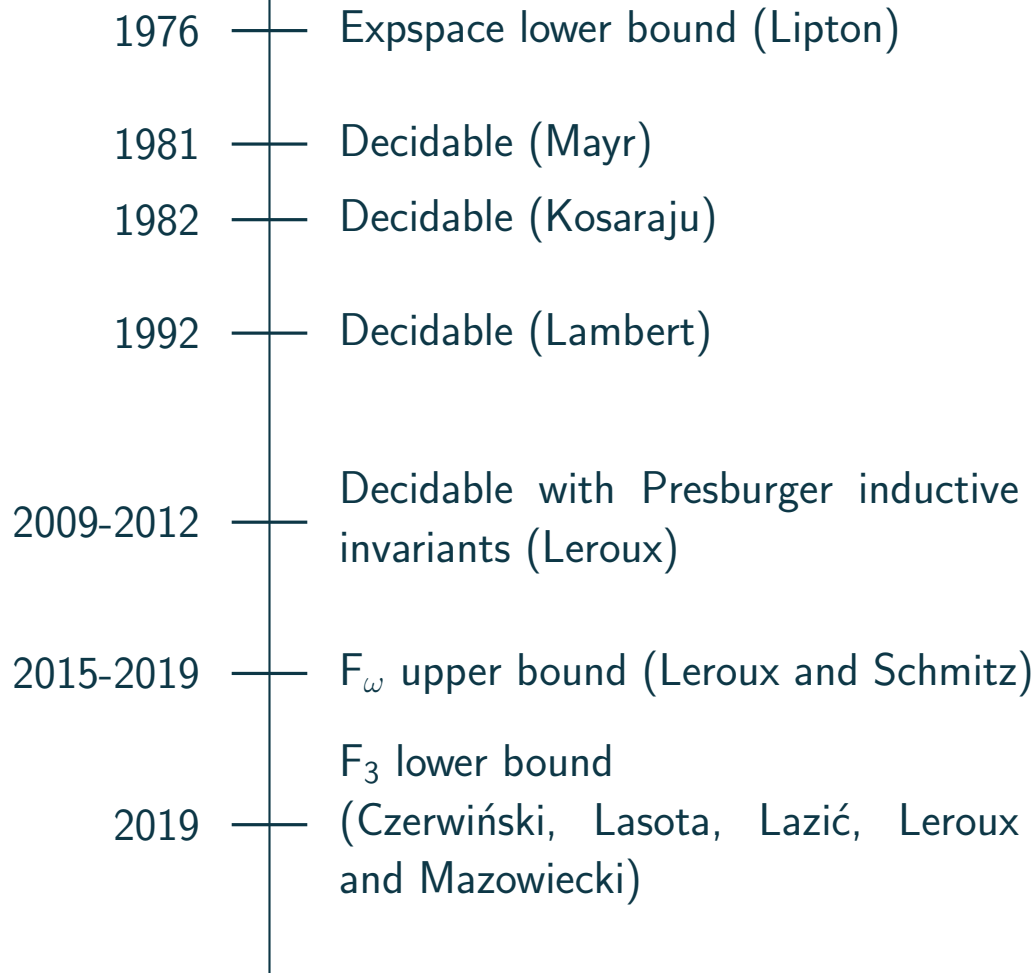 1976 Expspace lower bound (Lipton)
1981 Decidable (Mayr)
1982 Decidable (Kosaraju)
1992 Decidable (Lambert)
2009-2012 Decidable with Presburger inductive
invariants (Leroux)
2015-2019 F_ω upper bound (Leroux and Schmitz)
F₃ lower bound
2019 (Czerwiński, Lasota, Lazić, Leroux
and Mazowiecki)